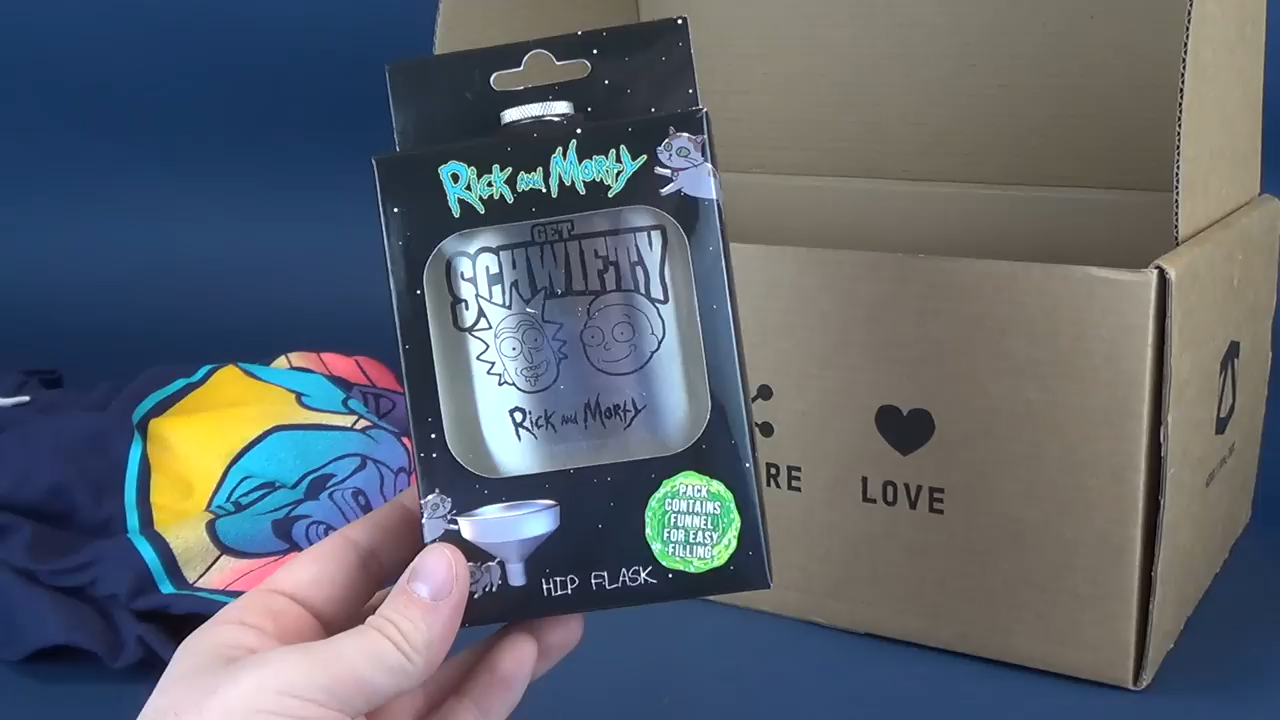 Rick and Morty
GET
SCHWIFTY
Rick and Morty
PACK
CONTAINS
FUNNEL
FOR EASY
FILLING
HIP FLASK
RE
LOVE